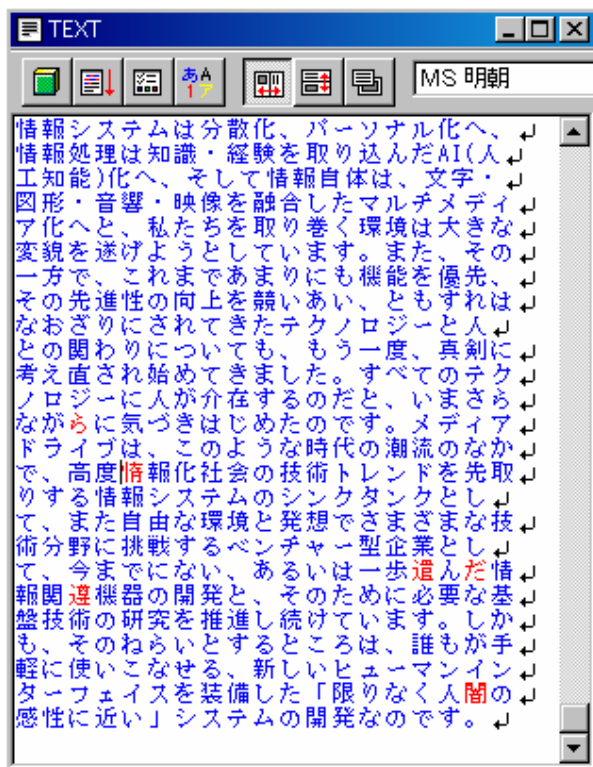 TEXT
あA
1ア
MS 明朝
情報システムは分散化、パーソナル化へ、↵
情報処理は知識・経験を取り込んだAI(人↵
工知能)化へ、そして情報自体は、文字・↵
図形・音響・映像を融合したマルチメディ↵
ア化へと、私たちを取り巻く環境は大きな↵
変貌を遂げようとしています。また、その↵
一方で、これまであまりにも機能を優先、↵
その先進性の向上を競いあい、ともすれは↵
なおざりにされてきたテクノロジーと人↵
との関わりについても、もう一度、真剣に↵
考え直され始めてきました。すべてのテク↵
ノロジーに人が介在するのだと、いまさら↵
ながらに気づきはじめたのです。メディア↵
ドライブは、このような時代の潮流のなか↵
で、高度惰報化社会の技術トレンドを先取↵
りする情報システムのシンクタンクとし↵
て、また自由な環境と発想でさまざまな技↵
術分野に挑戦するベンチャー型企業とし↵
て、今までにない、あるいは一歩遣んだ情↵
報関遵機器の開発と、そのために必要な基↵
盤技術の研究を推進し続けています。しか↵
も、そのねらいとするところは、誰もが手↵
軽に使いこなせる、新しいヒューマンイン↵
ターフェイスを装備した「限りなく人闇の↵
感性に近い」システムの開発なのです。↵